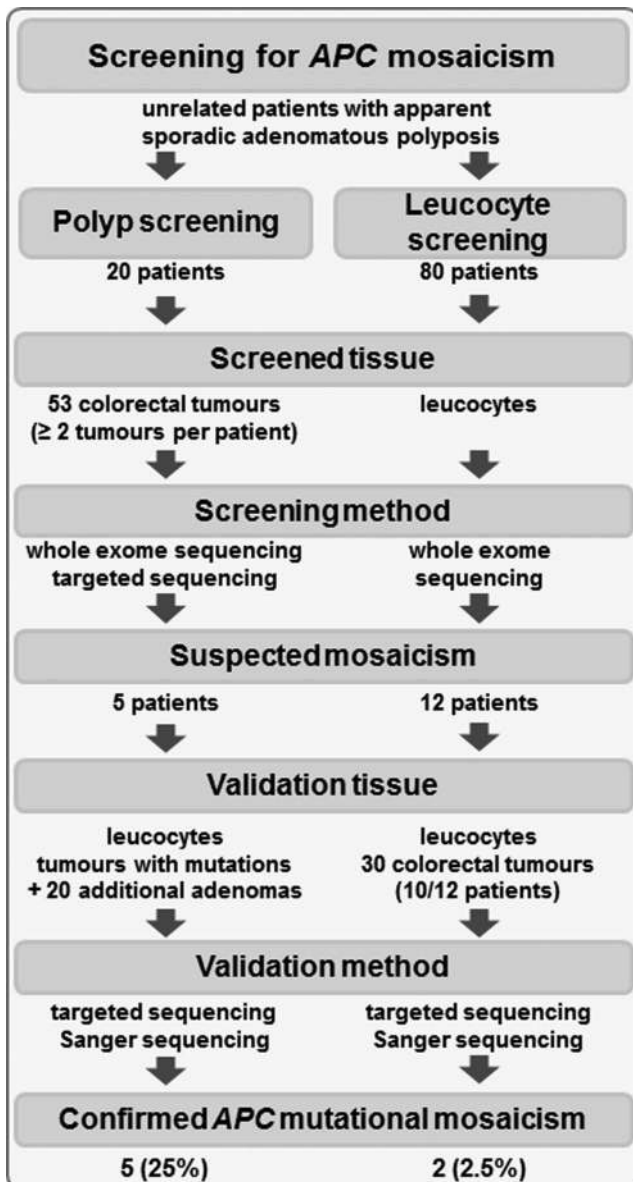 Screening for APC mosaicism
unrelated patients with apparent
sporadic adenomatous polyposis
Polyp screening
Leucocyte
screening
20 patients
80 patients
Screened tissue
53 colorectal tumours
(≥ 2 tumours per patient)
leucocytes
Screening method
whole exome sequencing
targeted sequencing
whole exome
sequencing
Suspected mosaicism
5 patients
12 patients
Validation tissue
leucocytes
tumours with mutations
+ 20 additional adenomas
leucocytes
30 colorectal tumours
(10/12 patients)
Validation method
targeted sequencing
Sanger sequencing
targeted sequencing
Sanger sequencing
Confirmed APC mutational mosaicism
5 (25%)
2 (2.5%)